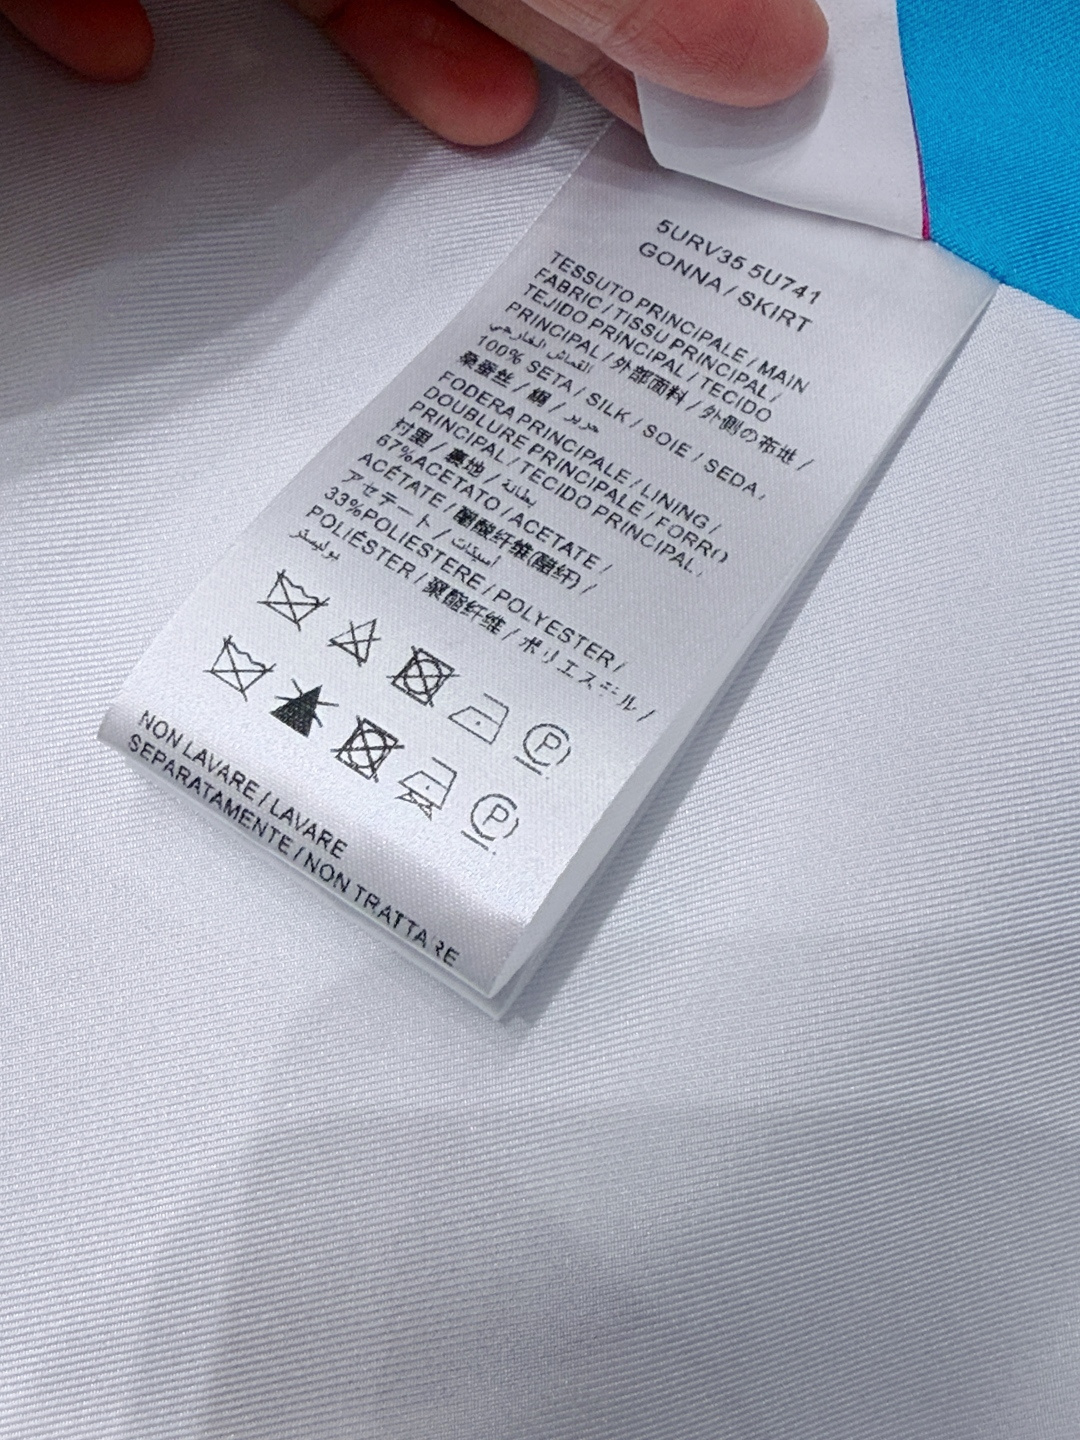 5URV35 5U741
GONNA / SKIRT
TESSUTO PRINCIPALE / MAIN
FABRIC / TISSU PRINCIPAL /
TEJIDO PRINCIPAL / TECIDO
PRINCIPAL / 外部面料 / 外側の布地 /
القماش الخارجي
100% SETA / SILK / SOIE / SEDA /
桑蚕丝 / 絹 / حرير
FODERA PRINCIPALE / LINING /
DOUBLURE PRINCIPALE / FORRO
PRINCIPAL / TECIDO PRINCIPAL /
衬里 / 裏地 / بطانة
67%ACETATO / ACETATE /
ACÉTATE / 醋酸纤维(醋纤) /
アセテート / أسيتات
33%POLIESTERE / POLYESTER /
POLIÉSTER / 聚酯纤维 / ポリエステル /
بوليستر
P
P
NON LAVARE / LAVARE
SEPARATAMENTE / NON TRATTARE